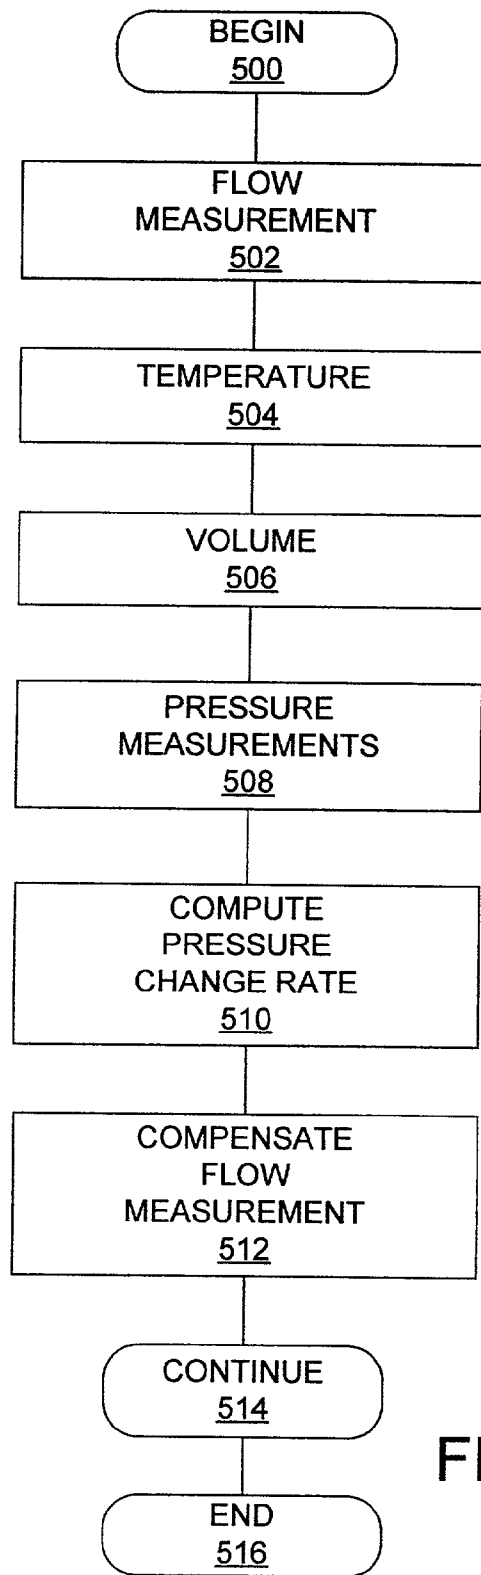 BEGIN
500
FLOW
MEASUREMENT
502
TEMPERATURE
504
VOLUME
506
PRESSURE
MEASUREMENTS
508
COMPUTE
PRESSURE
CHANGE RATE
510
COMPENSATE
FLOW
MEASUREMENT
512
CONTINUE
514
END
516